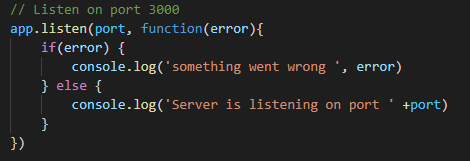 // Listen on port 3000
app.listen(port, function(error){
    if(error) {
        console.log('something went wrong ', error)
    } else {
        console.log('Server is listening on port ' +port)
    }
})